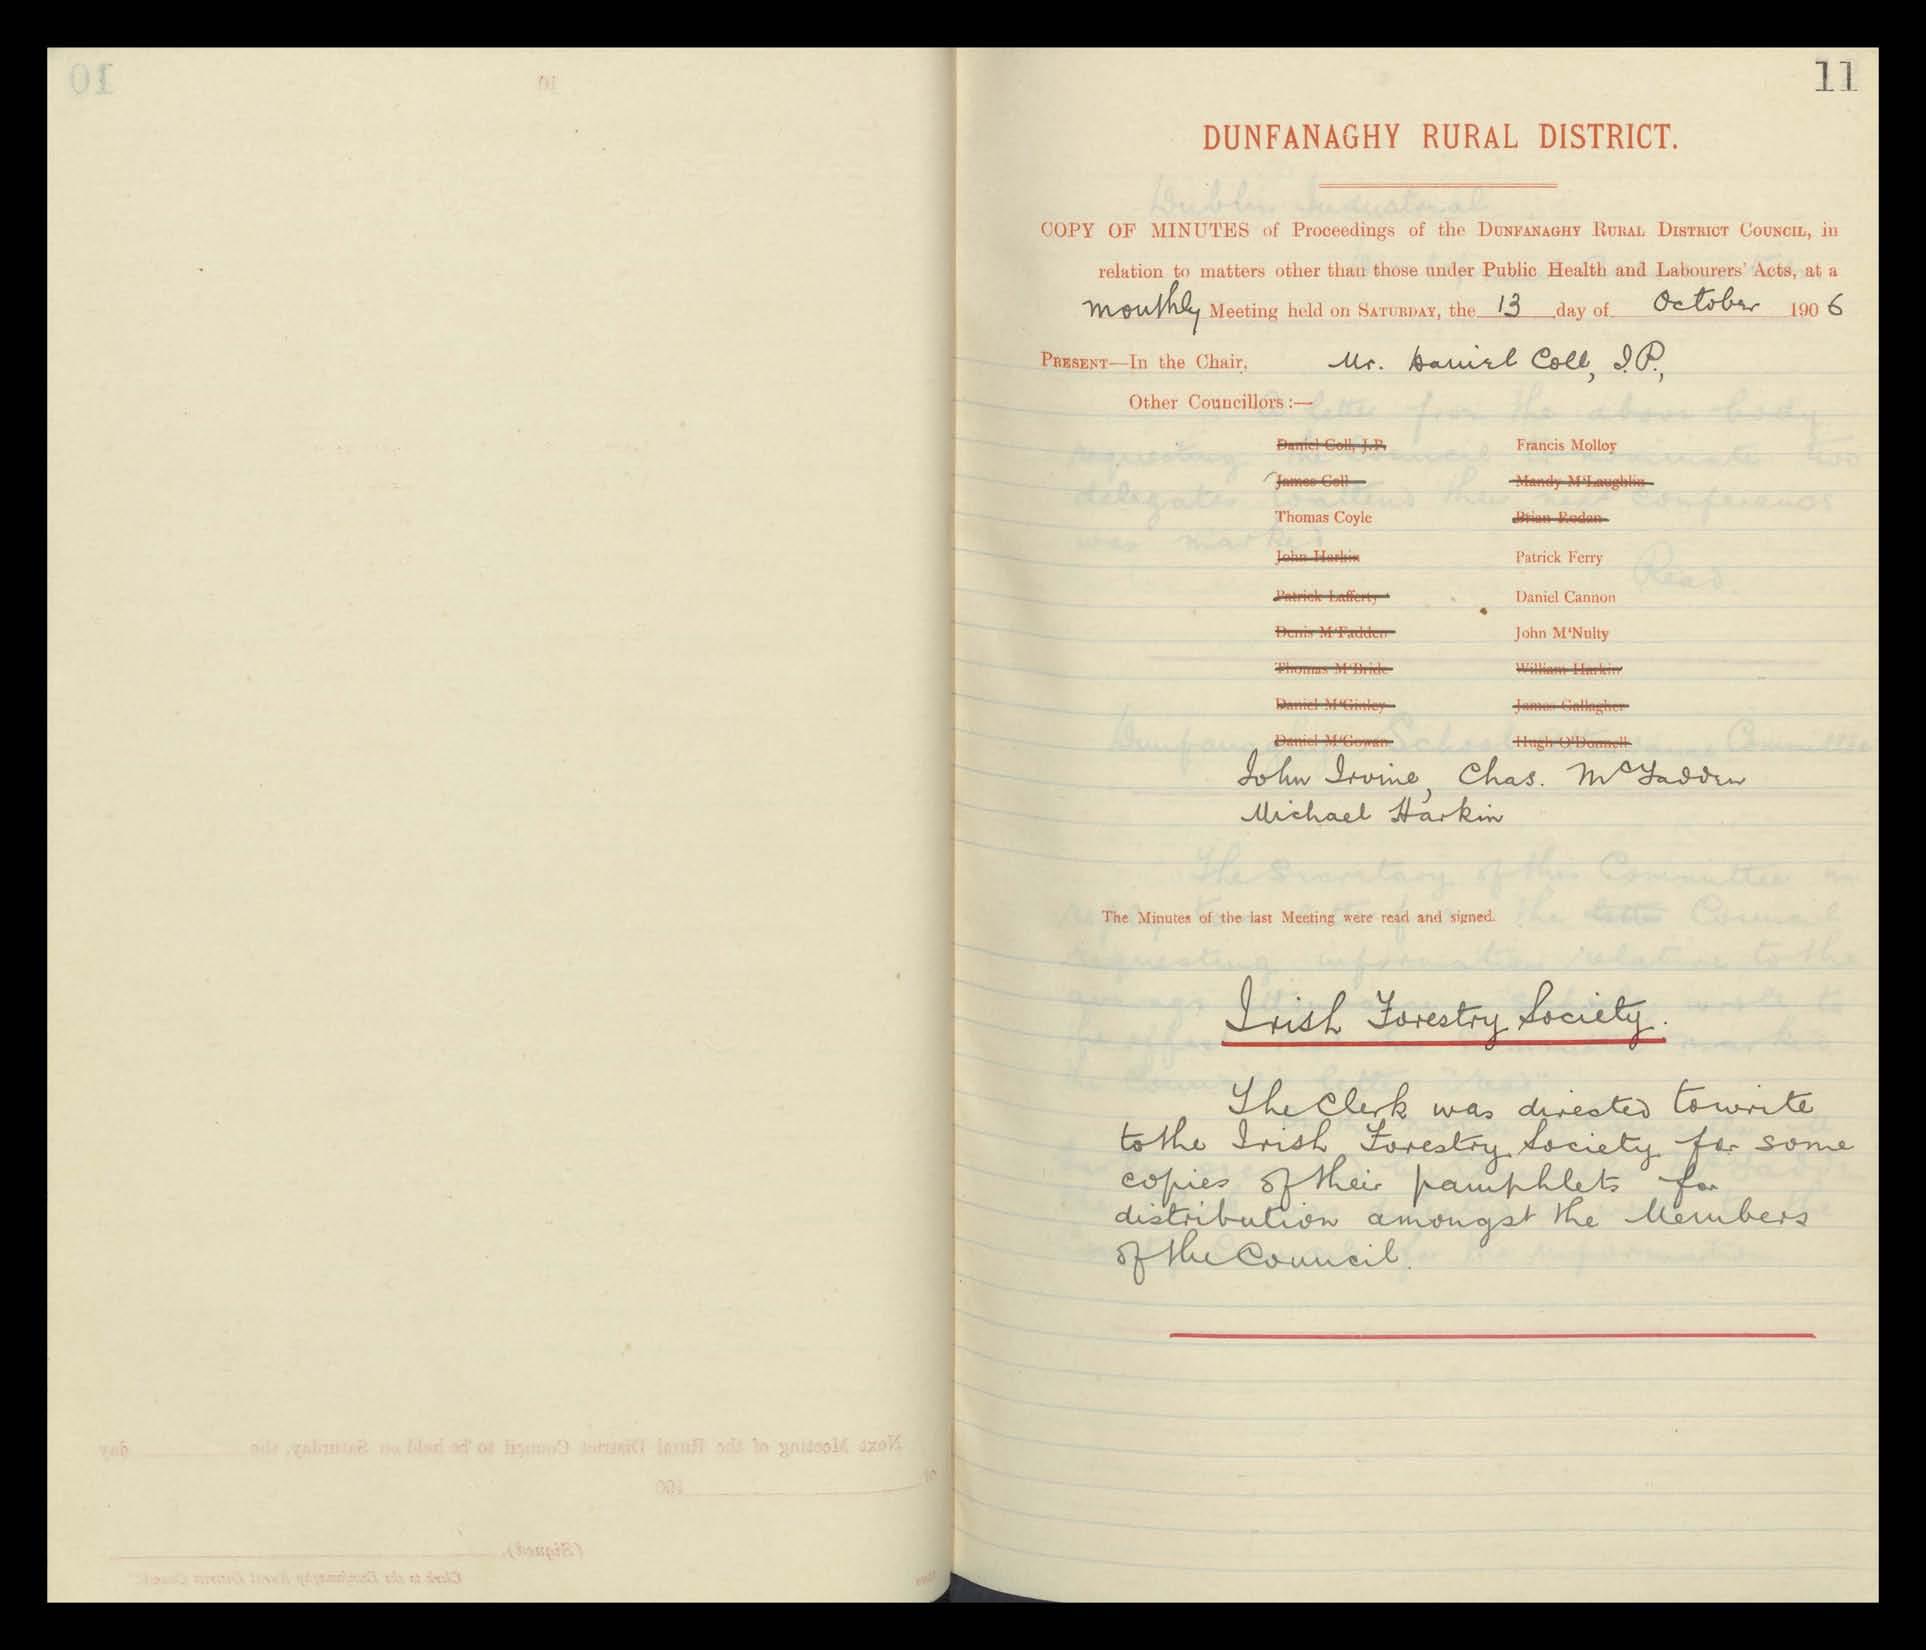 11
DUNFANAGHY RURAL DISTRICT.
COPY OF MINUTES of Proceedings of the DUNFANAGHY RURAL DISTRICT COUNCIL, in
relation to matters other than those under Public Health and Labourers' Acts, at a
monthly Meeting held on SATURDAY, the 13 day of October 1906
PRESENT—In the Chair, Mr. Daniel Coll, J.P.,
Other Councillors:—
Daniel Coll, J.P. Francis Molloy
James Coll Mandy M'Laughlin
Thomas Coyle Brian Rodan
John Harkin Patrick Ferry
Patrick Lafferty Daniel Cannon
Denis M'Fadden John M'Nulty
Thomas M'Bride William Harkin
Daniel M'Ginley James Gallagher
Daniel M'Gowan Hugh O'Donnell
John Irvine, Chas. McFadden
Michael Harkin
The Minutes of the last Meeting were read and signed.
Irish Forestry Society.
The Clerk was directed to write
to the Irish Forestry Society for some
copies of their pamphlets for
distribution amongst the Members
of the Council.